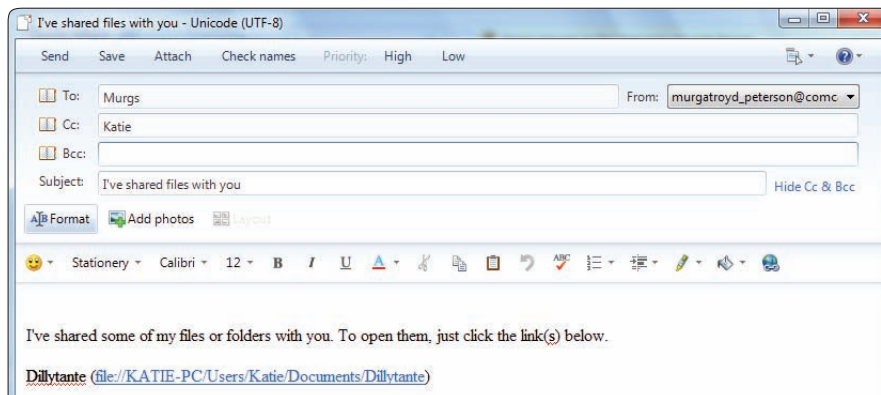 I've shared files with you - Unicode (UTF-8)
Send Save Attach Check names Priority: High Low
To: Murgs From: murgatroyd_peterson@comc
Cc: Katie
Bcc:
Subject: I've shared files with you Hide Cc & Bcc
Format Add photos Layout
Stationery Calibri 12 B I U A ABC
I've shared some of my files or folders with you. To open them, just click the link(s) below.
Dillytante (file://KATIE-PC/Users/Katie/Documents/Dillytante)